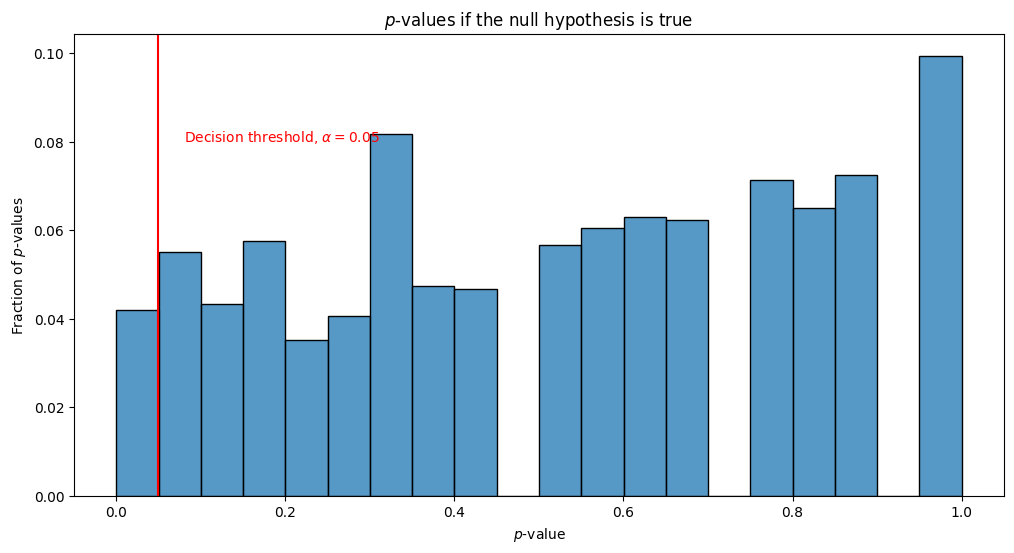 p-values if the null hypothesis is true
0.10
0.08
0.06
0.04
0.02
0.00
Fraction of p-values
Decision threshold, α = 0.05
0.0 0.2 0.4 0.6 0.8 1.0
p-value